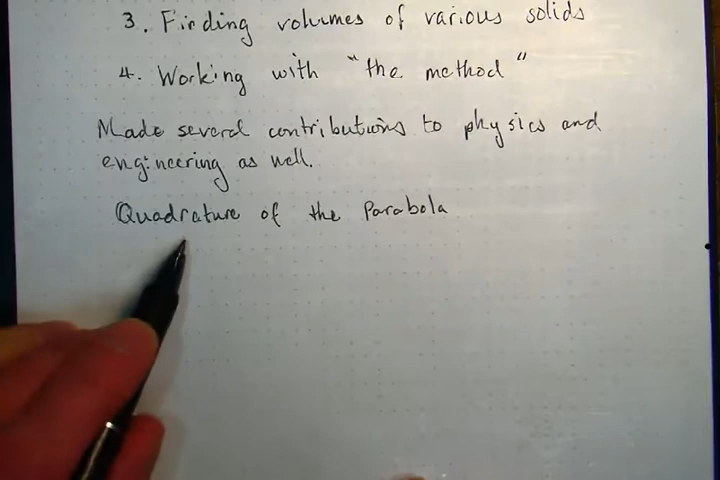 3. Finding volumes of various solids
4. Working with "the method"
Made several contributions to physics and
engineering as well.
Quadrature of the Parabola